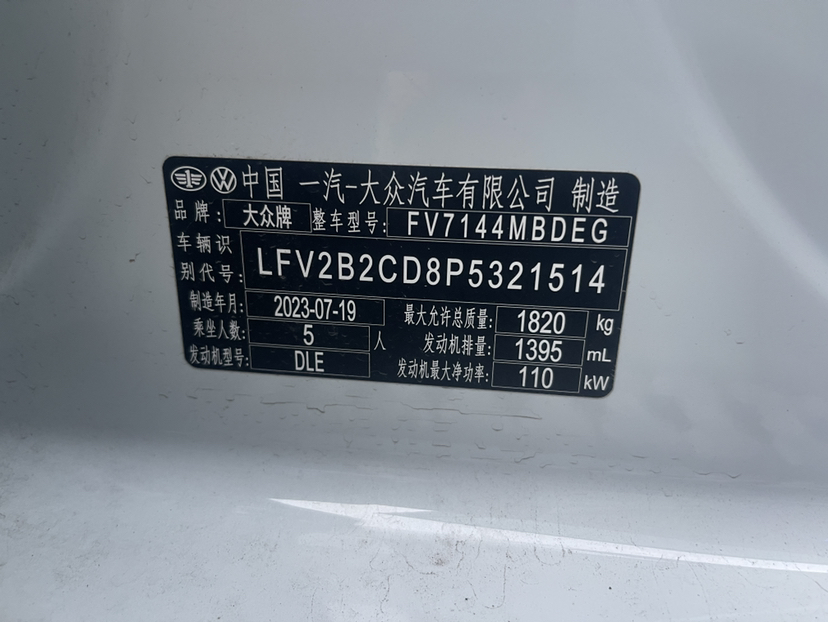 中国 一汽-大众汽车有限公司 制造
品牌: 大众牌 整车型号: FV7144MBDEG
车辆识别代号: LFV2B2CD8P5321514
制造年月: 2023-07-19 最大允许总质量: 1820 kg
乘坐人数: 5 人 发动机排量: 1395 mL
发动机型号: DLE 发动机最大净功率: 110 kW